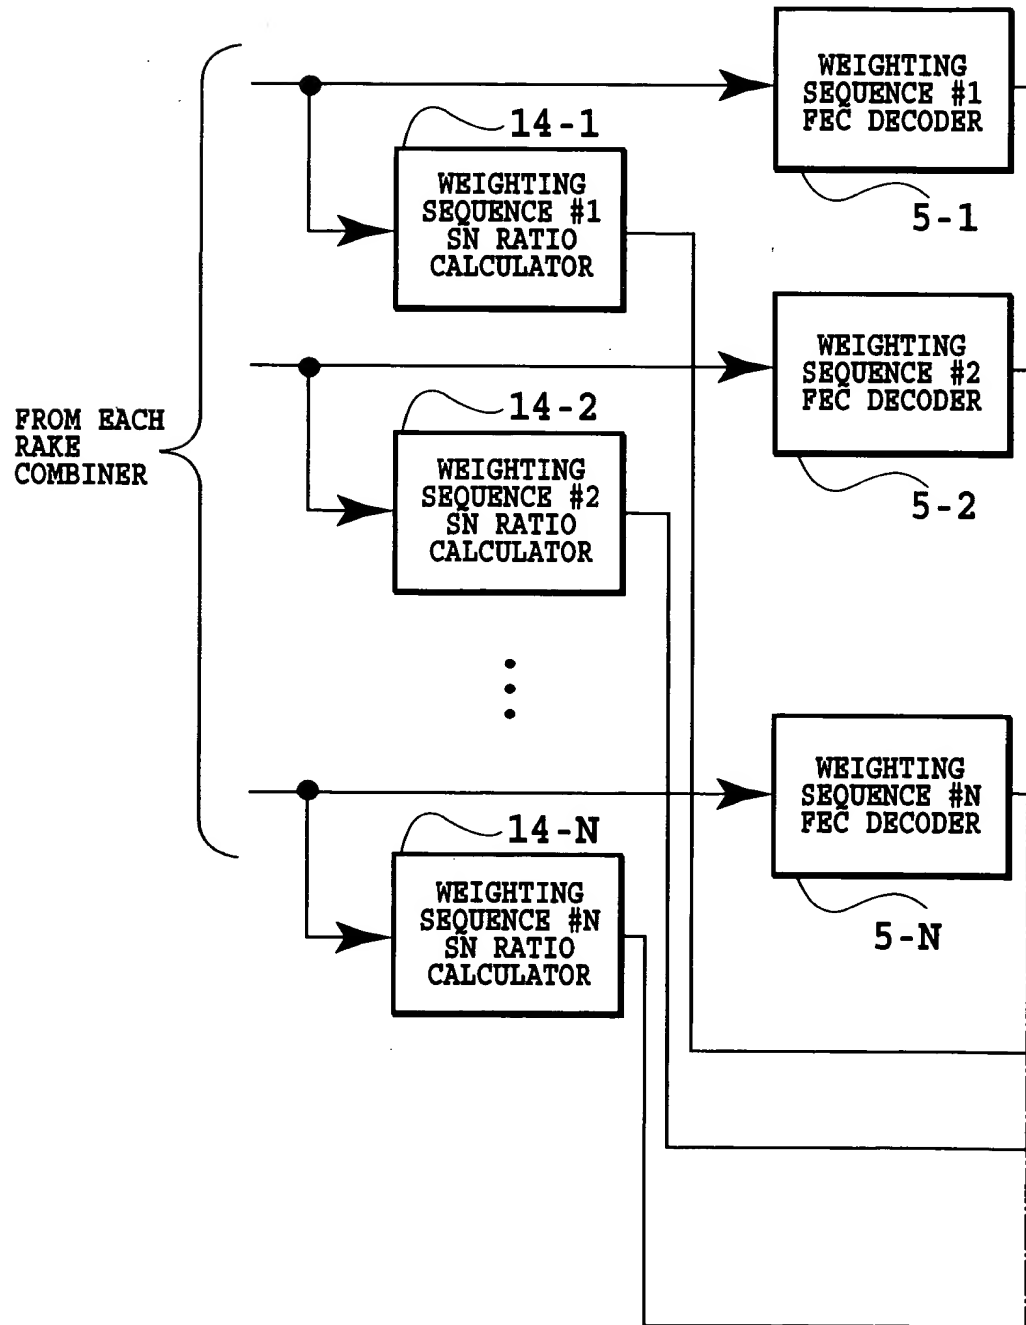 WEIGHTING
SEQUENCE #1
FEC DECODER
5-1
14-1
WEIGHTING
SEQUENCE #1
SN RATIO
CALCULATOR
WEIGHTING
SEQUENCE #2
FEC DECODER
5-2
14-2
WEIGHTING
SEQUENCE #2
SN RATIO
CALCULATOR
FROM EACH
RAKE
COMBINER
WEIGHTING
SEQUENCE #N
FEC DECODER
5-N
14-N
WEIGHTING
SEQUENCE #N
SN RATIO
CALCULATOR